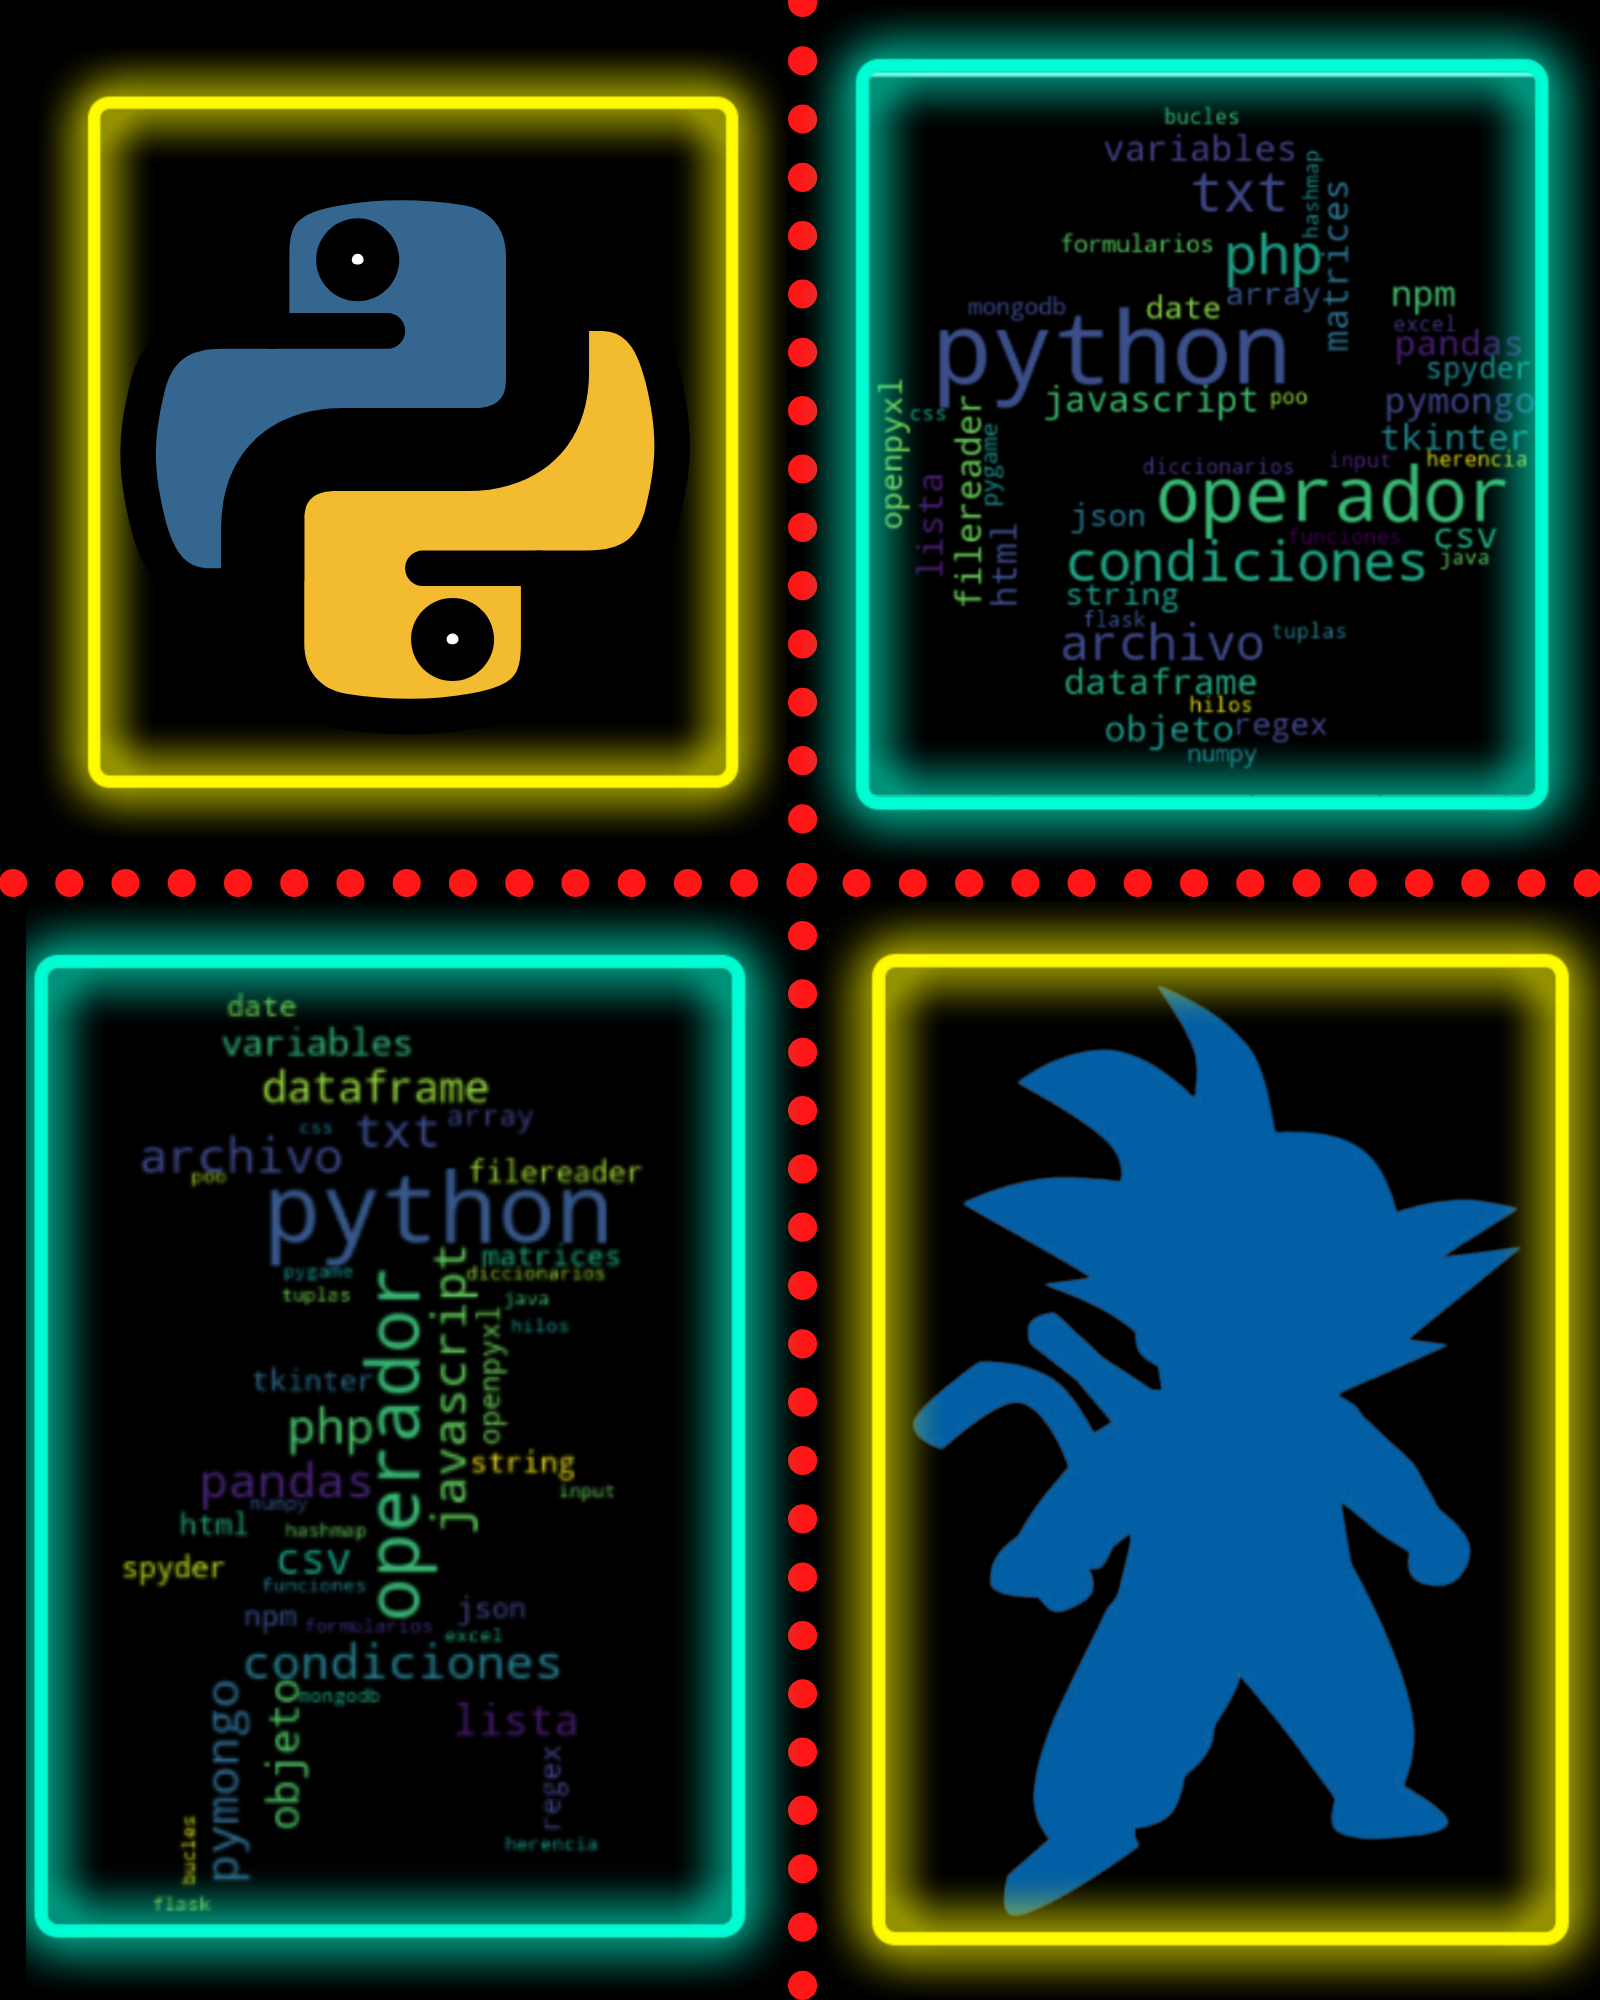 bucles
variables
txt
hashmap
matrices
formularios
php
array
npm
mongodb
date
excel
python
pandas
spyder
openpyxl
css
javascript
poo
pymongo
filereader
pygame
tkinter
diccionarios
input
herencia
lista
operador
json
html
funciones
csv
condiciones
java
string
flask
archivo
tuplas
dataframe
hilos
objeto
regex
numpy
date
variables
dataframe
css
txt
array
archivo
poo
filereader
python
matrices
pygame
diccionarios
tuplas
operador
javascript
java
openpyxl
hilos
tkinter
php
string
pandas
input
numpy
html
hashmap
csv
spyder
funciones
npm
formularios
json
excel
condiciones
mongodb
pymongo
objeto
lista
regex
bucles
herencia
flask